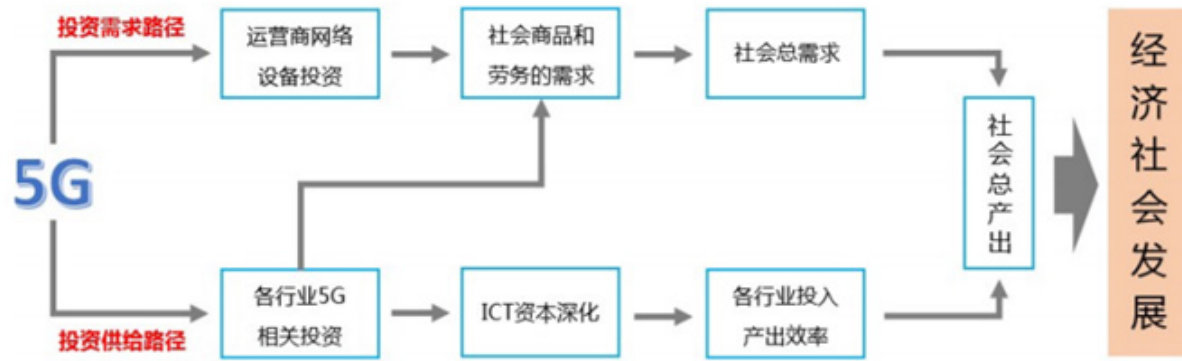 投资需求路径
运营商网络
设备投资
社会商品和
劳务的需求
社会总需求
5G
社会总产出
经济社会发展
各行业5G
相关投资
ICT资本深化
各行业投入
产出效率
投资供给路径